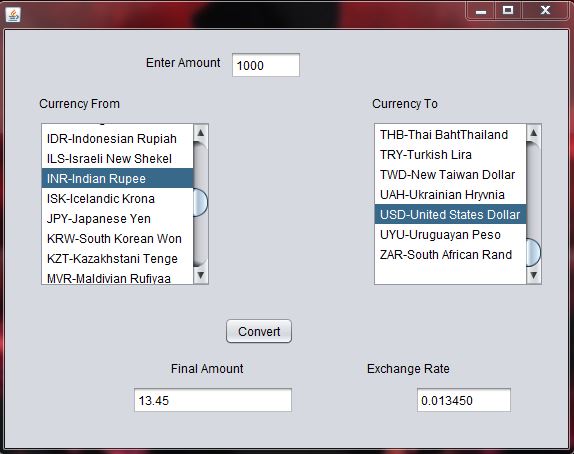 Enter Amount
1000
Currency From
Currency To
IDR-Indonesian Rupiah
ILS-Israeli New Shekel
INR-Indian Rupee
ISK-Icelandic Krona
JPY-Japanese Yen
KRW-South Korean Won
KZT-Kazakhstani Tenge
MVR-Maldivian Rufiyaa
THB-Thai BahtThailand
TRY-Turkish Lira
TWD-New Taiwan Dollar
UAH-Ukrainian Hryvnia
USD-United States Dollar
UYU-Uruguayan Peso
ZAR-South African Rand
Convert
Final Amount
Exchange Rate
13.45
0.013450